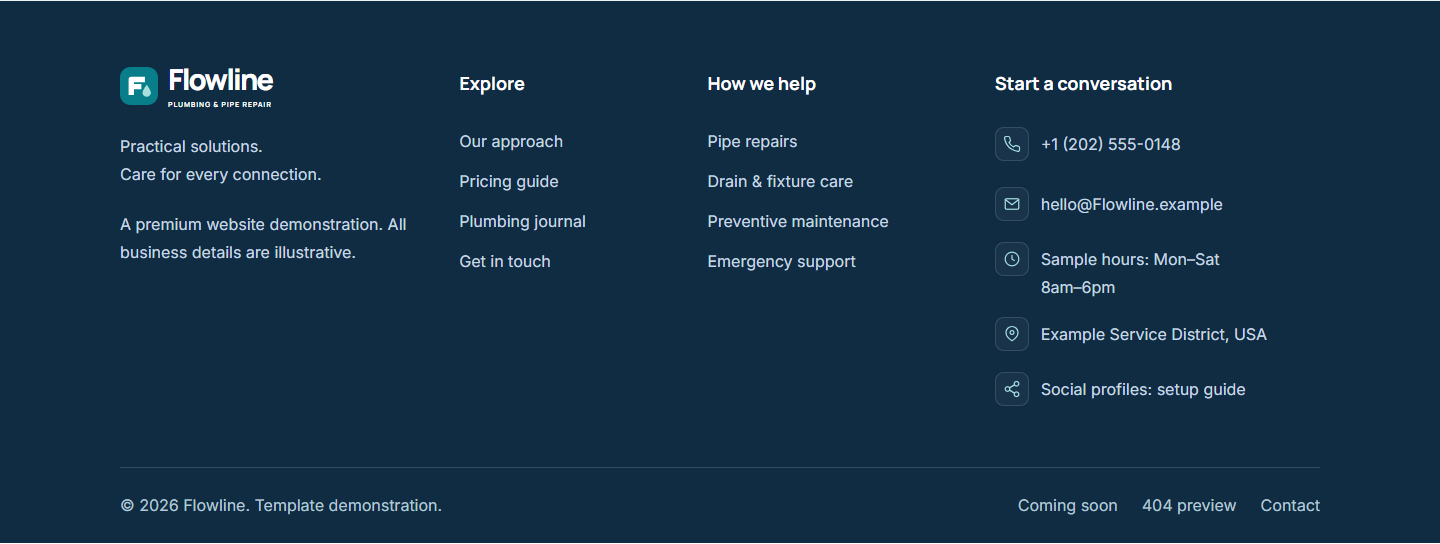 F
Flowline
PLUMBING & PIPE REPAIR
Practical solutions.
Care for every connection.
A premium website demonstration. All
business details are illustrative.
Explore
Our approach
Pricing guide
Plumbing journal
Get in touch
How we help
Pipe repairs
Drain & fixture care
Preventive maintenance
Emergency support
Start a conversation
+1 (202) 555-0148
hello@Flowline.example
Sample hours: Mon–Sat
8am–6pm
Example Service District, USA
Social profiles: setup guide
© 2026 Flowline. Template demonstration.
Coming soon
404 preview
Contact